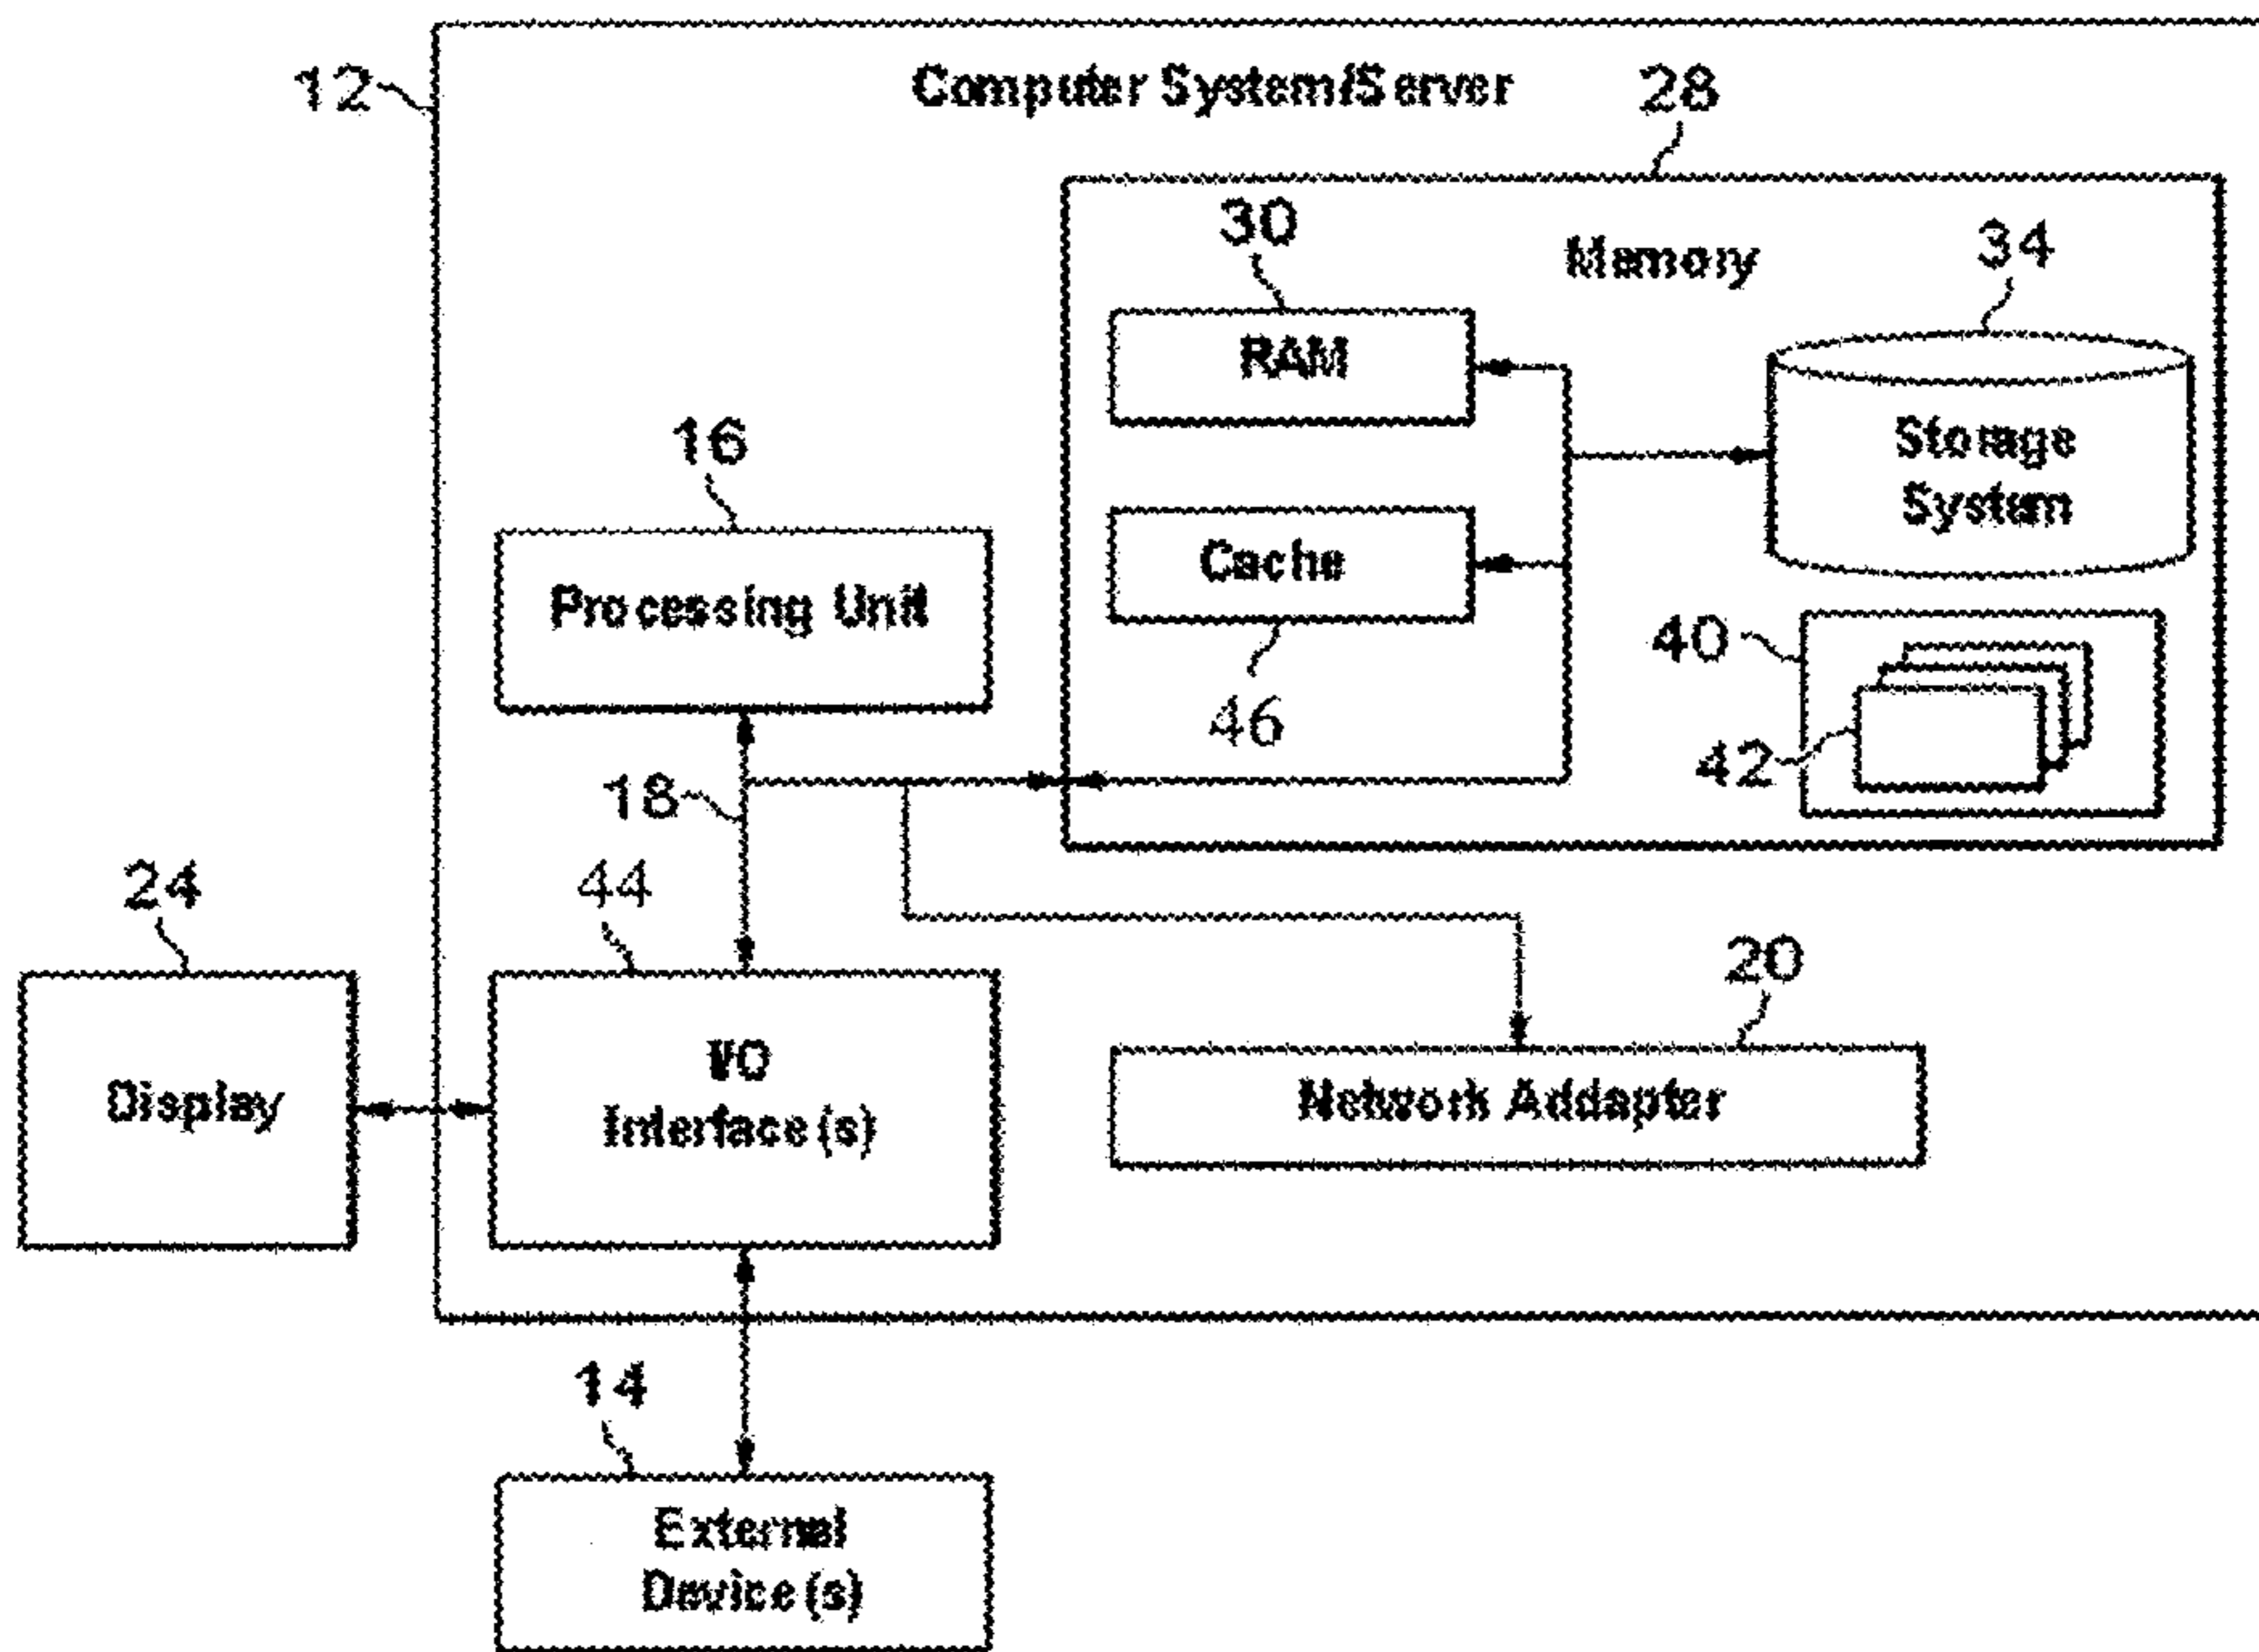 12
Computer System/Server
28
30
Memory
34
RAM
16
Storage
System
Cache
Processing Unit
40
46
42
18
24
44
20
I/O
Display
Interface(s)
Network Addapter
14
External
Device(s)